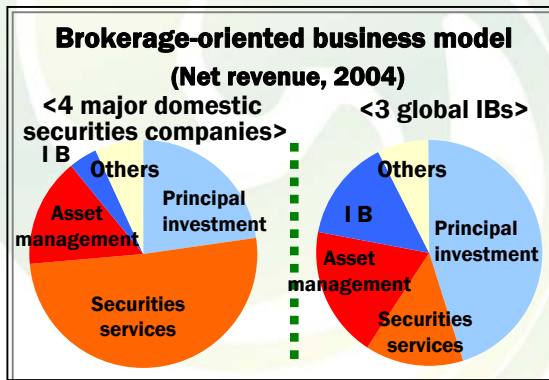 Brokerage-oriented business model
(Net revenue, 2004)
<4 major domestic
securities companies>
I B
Others
Principal
investment
Asset
management
Securities
services
<3 global IBs>
Others
I B
Principal
investment
Asset
management
Securities
services